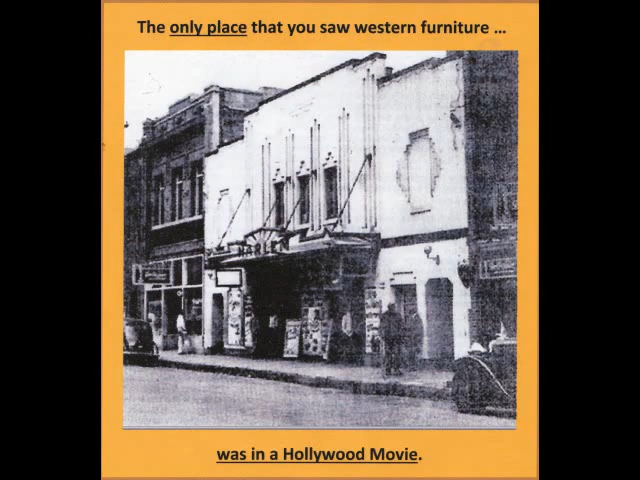 The only place that you saw western furniture …
was in a Hollywood Movie.